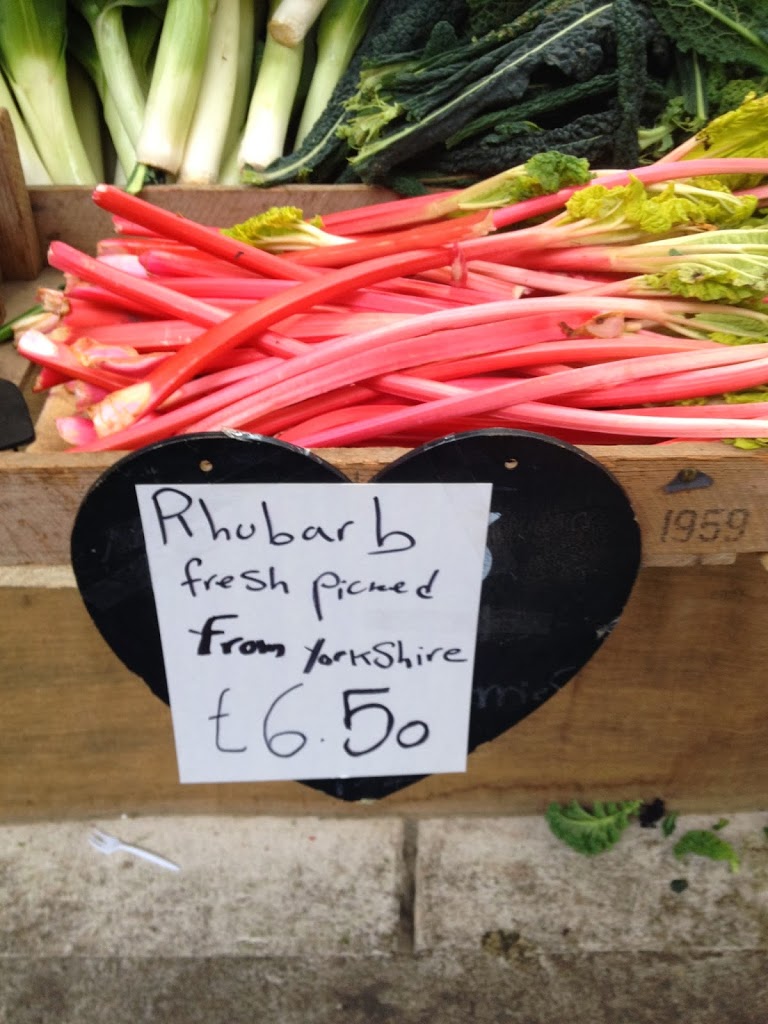 1959
Rhubarb
fresh picked
From Yorkshire
£6.50